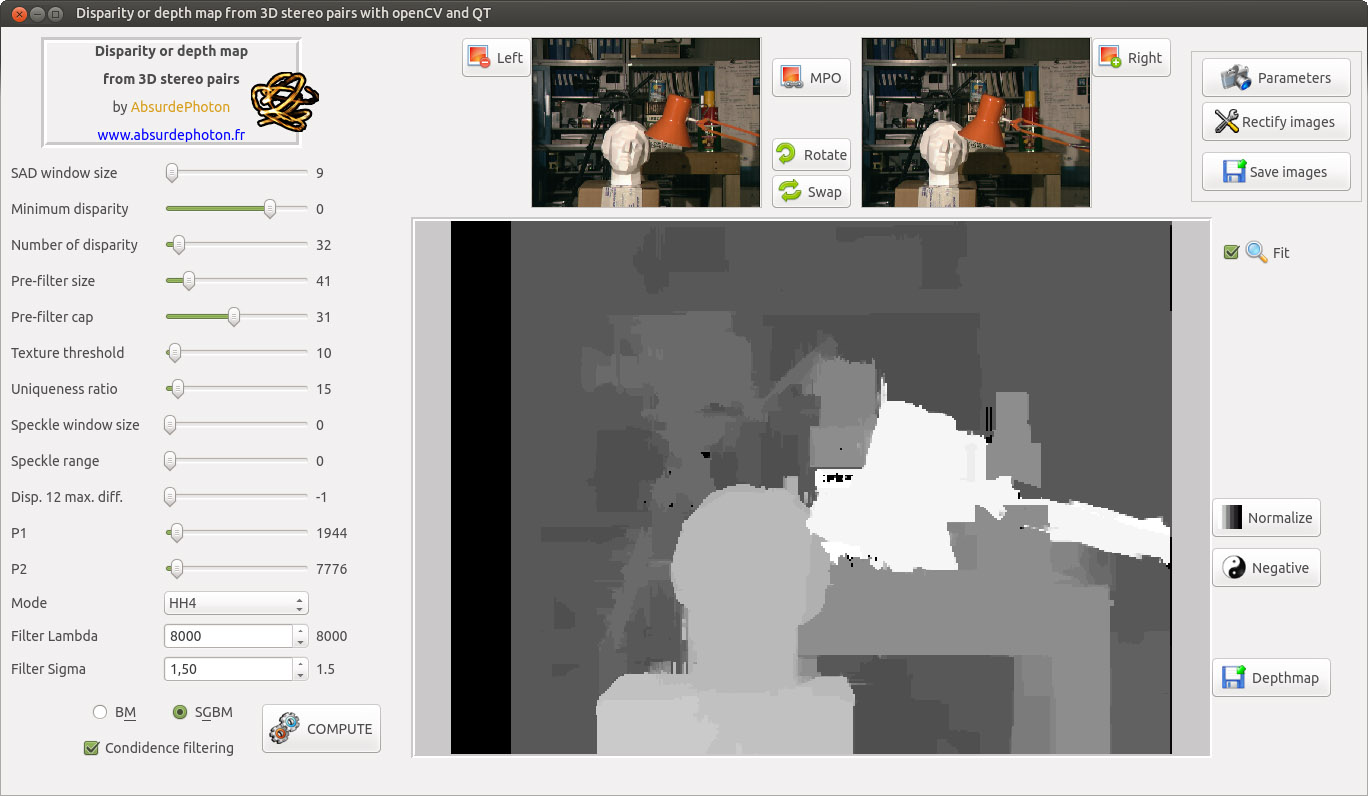 Disparity or depth map from 3D stereo pairs with openCV and QT
Disparity or depth map
from 3D stereo pairs
by AbsurdePhoton
www.absurdephoton.fr
Left
MPO
Rotate
Swap
Right
Parameters
Rectify images
Save images
SAD window size 9
Minimum disparity 0
Number of disparity 32
Pre-filter size 41
Pre-filter cap 31
Texture threshold 10
Uniqueness ratio 15
Speckle window size 0
Speckle range 0
Disp. 12 max. diff. -1
P1 1944
P2 7776
Mode HH4
Filter Lambda 8000 8000
Filter Sigma 1,50 1.5
BM SGBM
Condidence filtering
COMPUTE
Fit
Normalize
Negative
Depthmap